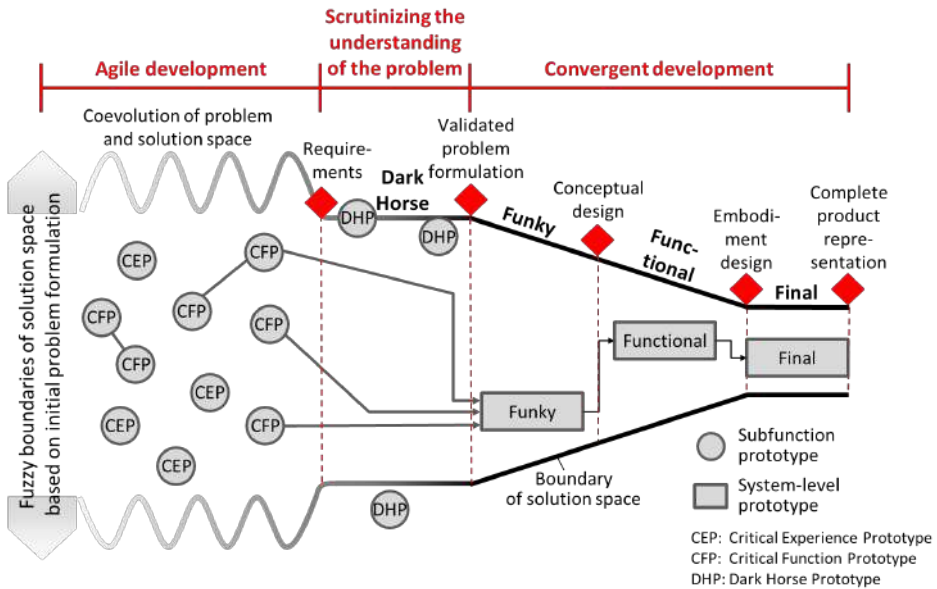 Scrutinizing the
understanding
of the problem
Agile development
Convergent development
Coevolution of problem
and solution space
Require-
ments
Validated
problem
formulation
Dark
Horse
Conceptual
design
Embodi-
ment
design
Complete
product
repre-
sentation
Funky
Func-
tional
Final
Fuzzy boundaries of solution space
based on initial problem formulation
DHP
DHP
CEP
CFP
CFP
CFP
CFP
CFP
CEP
CEP
CFP
CEP
DHP
Funky
Functional
Final
Boundary
of solution space
Subfunction
prototype
System-level
prototype
CEP: Critical Experience Prototype
CFP: Critical Function Prototype
DHP: Dark Horse Prototype